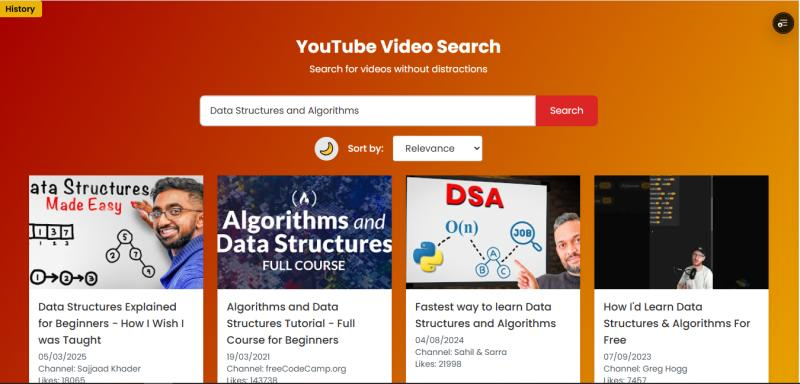 History
YouTube Video Search
Search for videos without distractions
Data Structures and Algorithms
Search
Sort by:
Relevance
ata Structures
Made Easy
1 3 7
1 2 3
5
2 7
4
1 2 3
Algorithms and
Data Structures
FULL COURSE
DSA
O(n)
JOB
A
B C
Data Structures Explained
for Beginners - How I Wish I
was Taught
05/03/2025
Channel: Sajjaad Khader
Likes: 18065
Algorithms and Data
Structures Tutorial - Full
Course for Beginners
19/03/2021
Channel: freeCodeCamp.org
Likes: 143738
Fastest way to learn Data
Structures and Algorithms
04/08/2024
Channel: Sahil & Sarra
Likes: 21998
How I'd Learn Data
Structures & Algorithms For
Free
07/09/2023
Channel: Greg Hogg
Likes: 7457